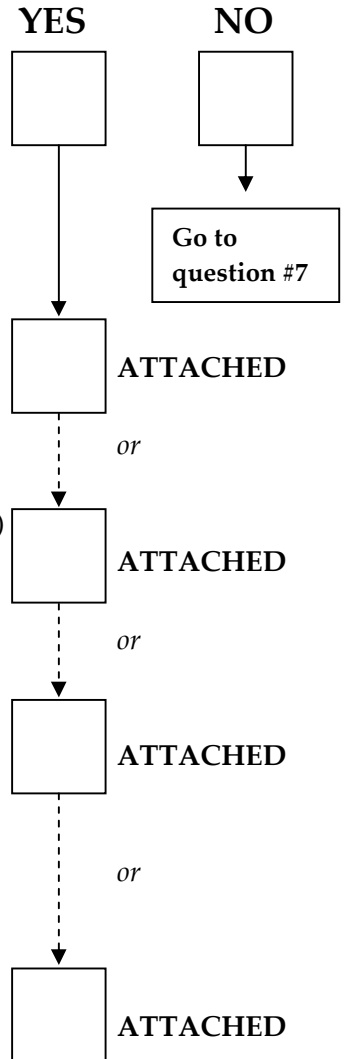 YES NO
Go to
question #7
ATTACHED
or
)
ATTACHED
or
ATTACHED
or
ATTACHED